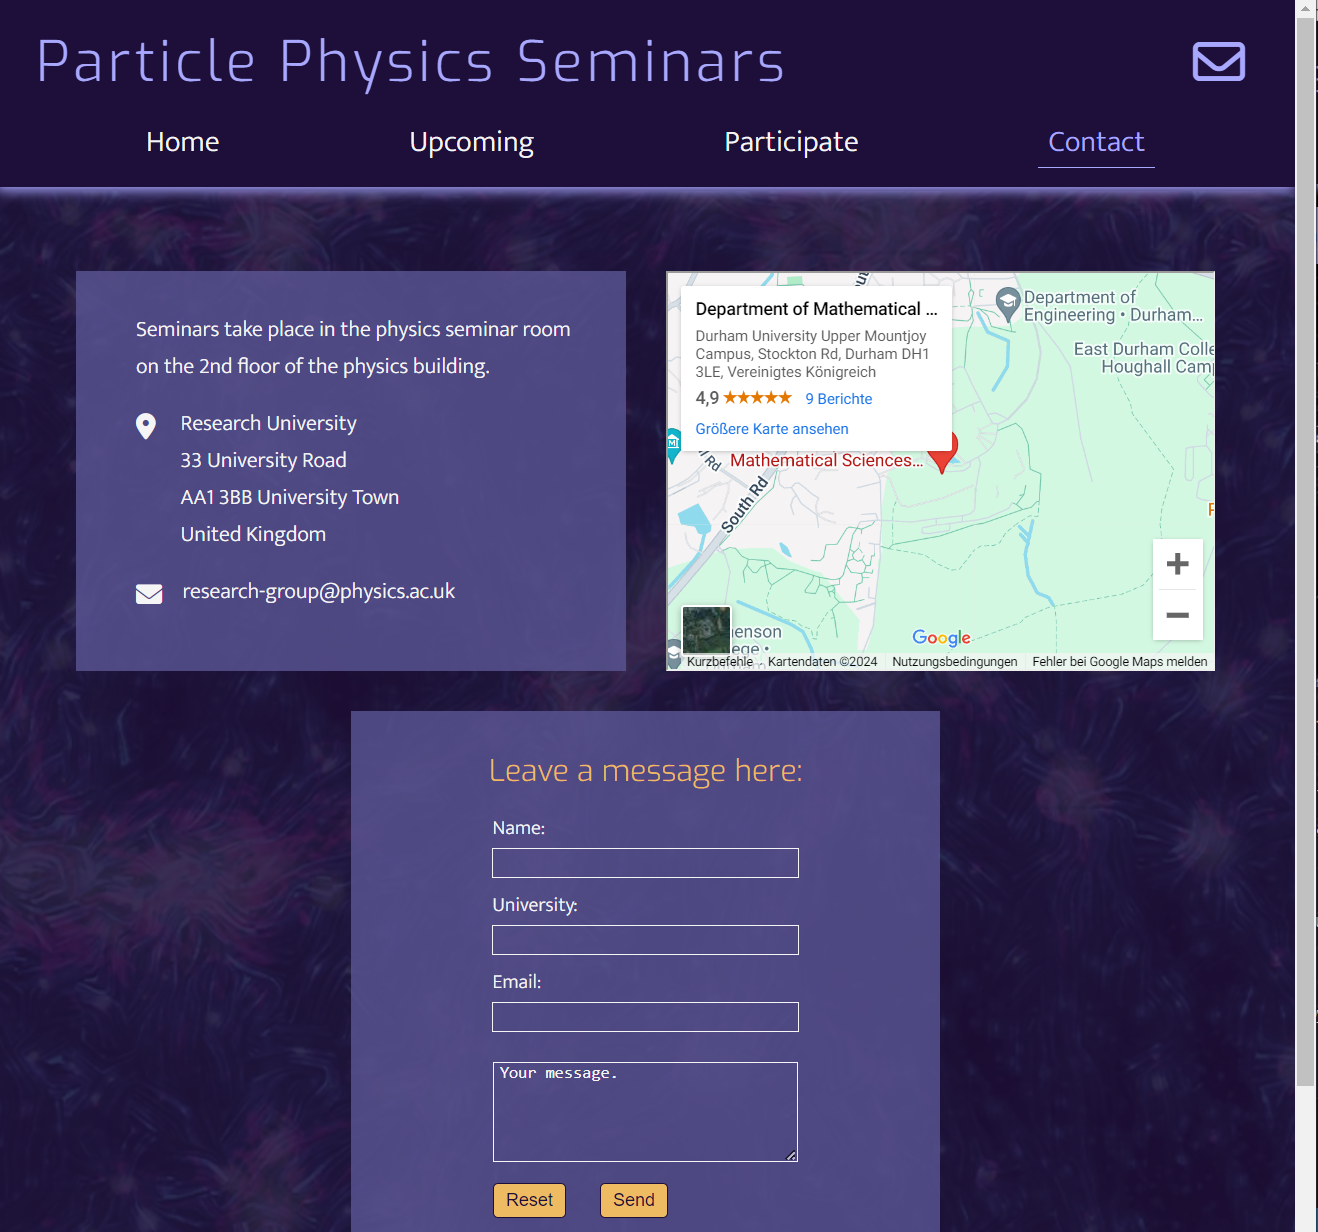 Particle Physics Seminars
Home
Upcoming
Participate
Contact
Seminars take place in the physics seminar room
on the 2nd floor of the physics building.
Research University
33 University Road
AA1 3BB University Town
United Kingdom
research-group@physics.ac.uk
Department of Mathematical ...
Durham University Upper Mountjoy
Campus, Stockton Rd, Durham DH1
3LE, Vereinigtes Königreich
4,9
9 Berichte
Größere Karte ansehen
Department of
Engineering • Durham...
East Durham Colle
Houghall Camp
Mathematical Sciences...
Rd
South Rd
enson
ege •
Google
Kurzbefehle
Kartendaten ©2024
Nutzungsbedingungen
Fehler bei Google Maps melden
Leave a message here:
Name:
University:
Email:
Your message.
Reset
Send